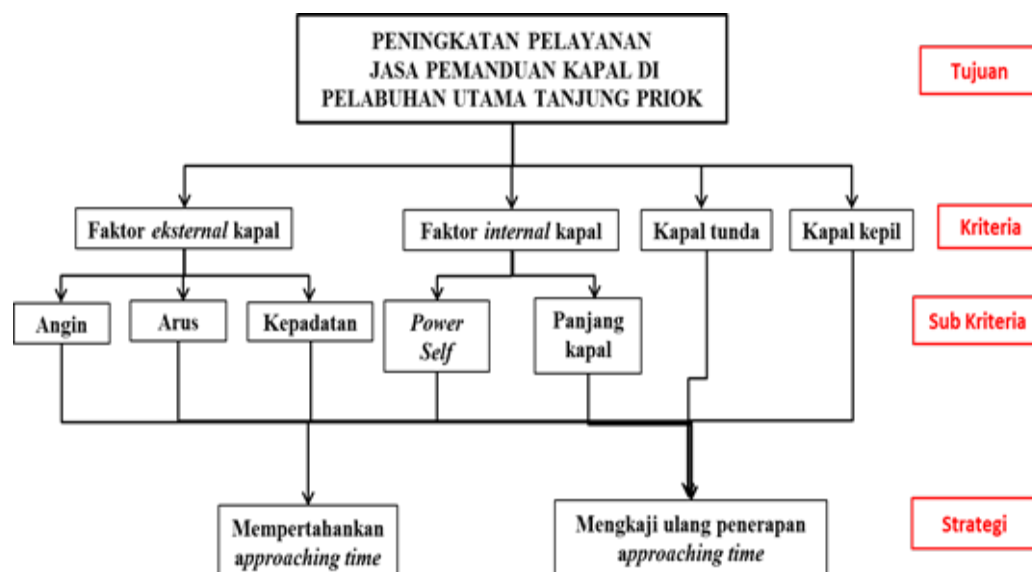 PENINGKATAN PELAYANAN
JASA PEMANDUAN KAPAL DI
PELABUHAN UTAMA TANJUNG PRIOK
Tujuan
Faktor eksternal kapal
Faktor internal kapal
Kapal tunda
Kapal kepil
Kriteria
Angin
Arus
Kepadatan
Power
Self
Panjang
kapal
Sub Kriteria
Mempertahankan
approaching time
Mengkaji ulang penerapan
approaching time
Strategi